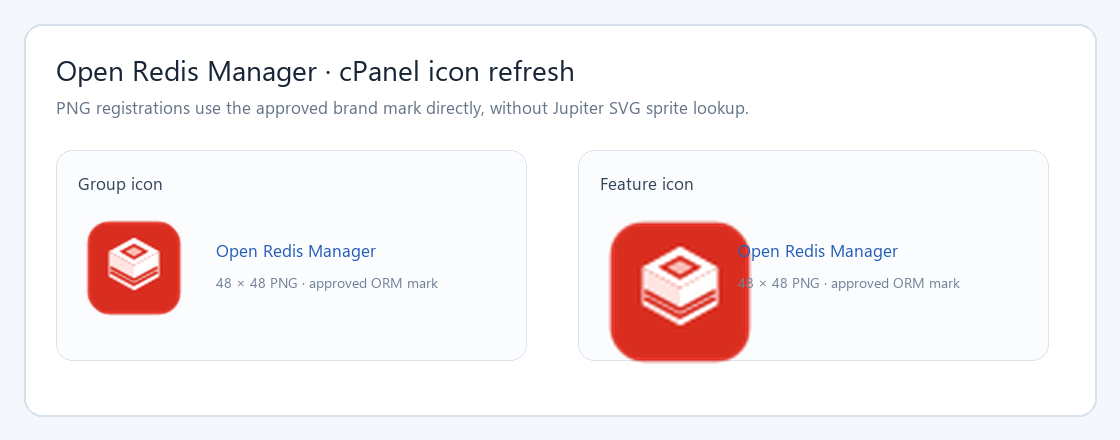 Open Redis Manager · cPanel icon refresh
PNG registrations use the approved brand mark directly, without Jupiter SVG sprite lookup.
Group icon
Open Redis Manager
48 × 48 PNG · approved ORM mark
Feature icon
Open Redis Manager
48 × 48 PNG · approved ORM mark